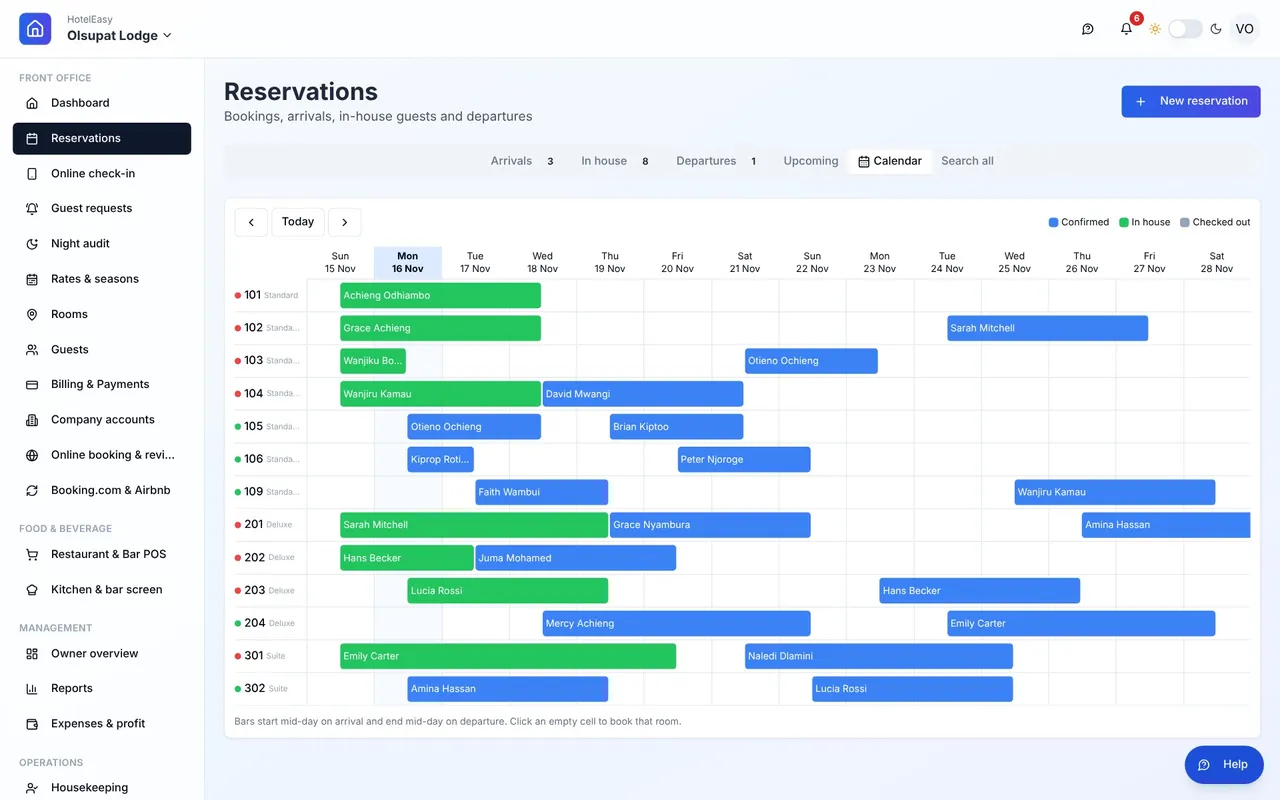 HotelEasy
Olsupat Lodge
6
VO
FRONT OFFICE
Dashboard
Reservations
Online check-in
Guest requests
Night audit
Rates & seasons
Rooms
Guests
Billing & Payments
Company accounts
Online booking & revi...
Booking.com & Airbnb
FOOD & BEVERAGE
Restaurant & Bar POS
Kitchen & bar screen
MANAGEMENT
Owner overview
Reports
Expenses & profit
OPERATIONS
Housekeeping
Reservations
Bookings, arrivals, in-house guests and departures
New reservation
Arrivals 3 In house 8 Departures 1 Upcoming Calendar Search all
Today
Confirmed In house Checked out
Sun Mon Tue Wed Thu Fri Sat Sun Mon Tue Wed Thu Fri Sat
15 Nov 16 Nov 17 Nov 18 Nov 19 Nov 20 Nov 21 Nov 22 Nov 23 Nov 24 Nov 25 Nov 26 Nov 27 Nov 28 Nov
101 Standard Achieng Odhiambo
102 Standa... Grace Achieng Sarah Mitchell
103 Standa... Wanjiku Bo... Otieno Ochieng
104 Standa... Wanjiru Kamau David Mwangi
105 Standa... Otieno Ochieng Brian Kiptoo
106 Standa... Kiprop Roti... Peter Njoroge
109 Standa... Faith Wambui Wanjiru Kamau
201 Deluxe Sarah Mitchell Grace Nyambura Amina Hassan
202 Deluxe Hans Becker Juma Mohamed
203 Deluxe Lucia Rossi Hans Becker
204 Deluxe Mercy Achieng Emily Carter
301 Suite Emily Carter Naledi Dlamini
302 Suite Amina Hassan Lucia Rossi
Bars start mid-day on arrival and end mid-day on departure. Click an empty cell to book that room.
Help